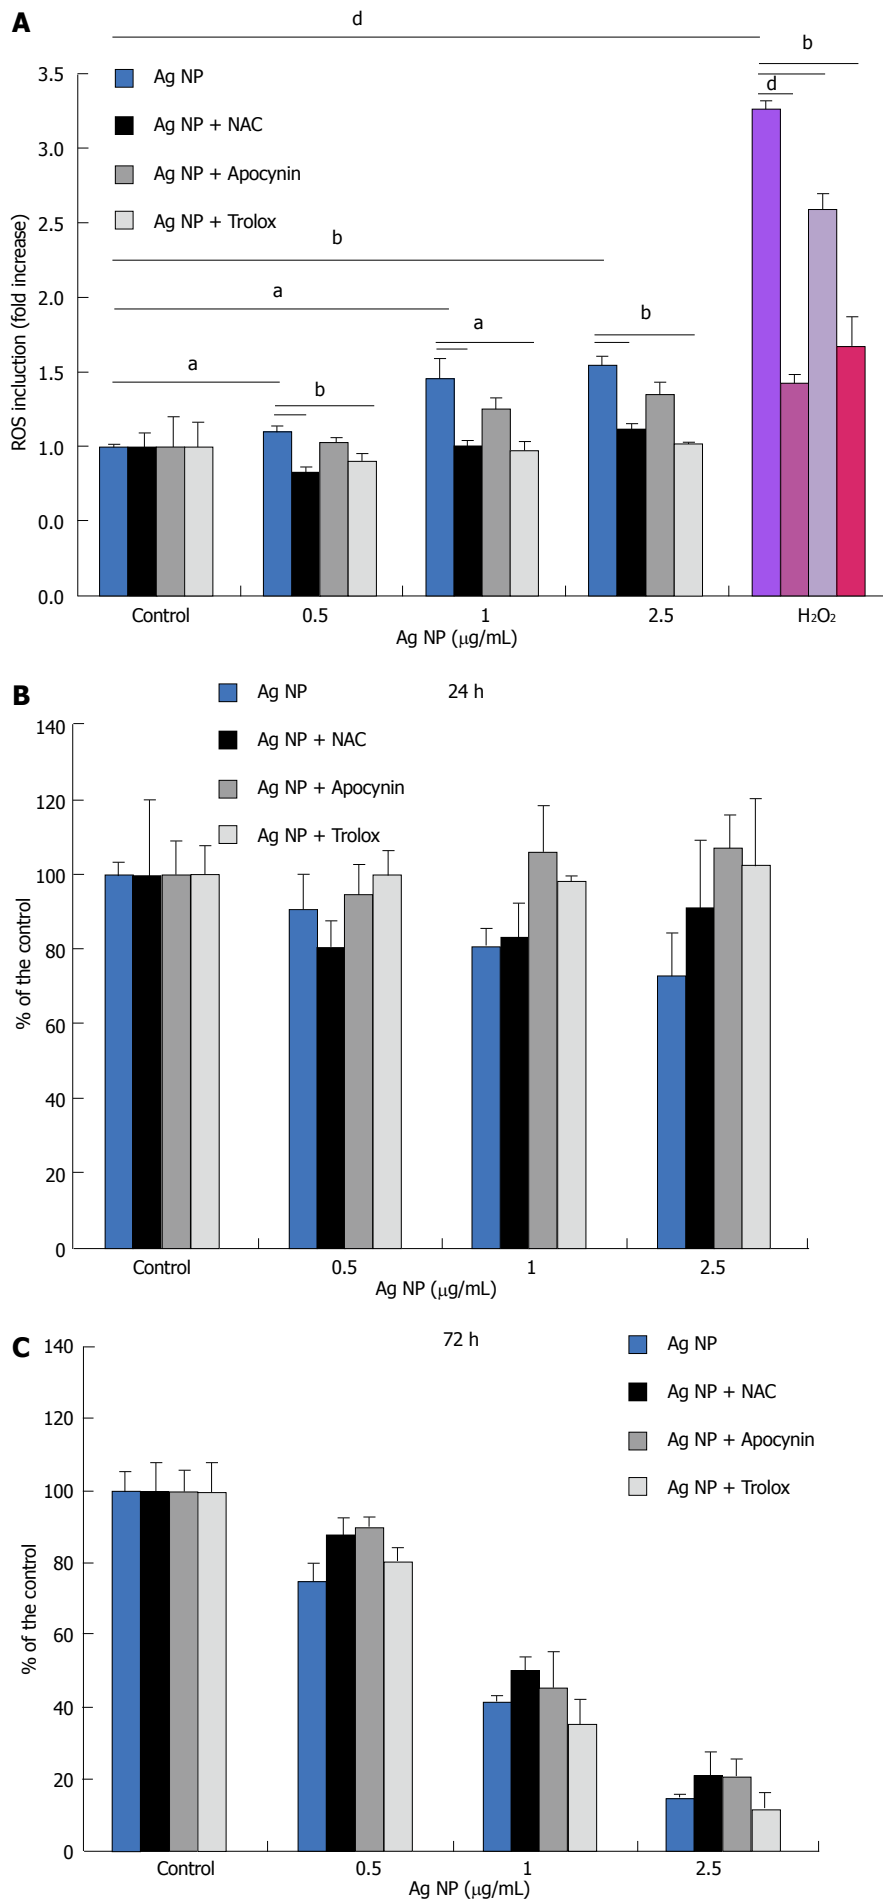 A
d
b
3.5
Ag NP
d
3.0
Ag NP + NAC
Ag NP + Apocynin
2.5
Ag NP + Trolox
b
2.0
a
a
b
1.5
a
b
1.0
0.0
0.0
ROS incluction (fold increase)
Control
0.5
1
2.5
H₂O₂
Ag NP (μg/mL)
B
Ag NP
24 h
140
Ag NP + NAC
120
Ag NP + Apocynin
Ag NP + Trolox
100
80
60
40
20
0
% of the control
Control
0.5
1
2.5
Ag NP (μg/mL)
C
72 h
140
Ag NP
120
Ag NP + NAC
Ag NP + Apocynin
100
Ag NP + Trolox
80
60
40
20
0
% of the control
Control
0.5
1
2.5
Ag NP (μg/mL)